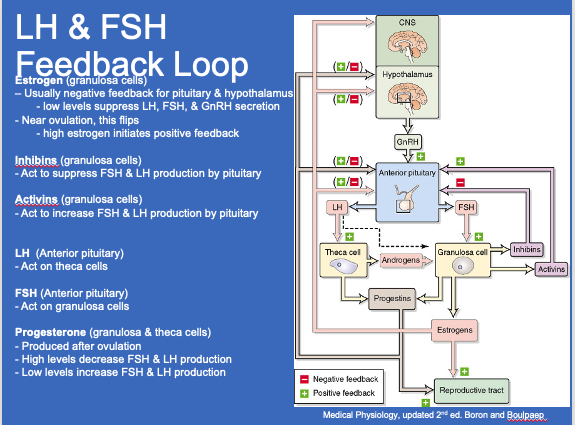 LH & FSH
Feedback Loop
Estrogen (granulosa cells)
– Usually negative feedback for pituitary & hypothalamus
- low levels suppress LH, FSH, & GnRH secretion
- Near ovulation, this flips
- high estrogen initiates positive feedback
Inhibins (granulosa cells)
- Act to suppress FSH & LH production by pituitary
Activins (granulosa cells)
- Act to increase FSH & LH production by pituitary
LH (Anterior pituitary)
- Act on theca cells
FSH (Anterior pituitary)
- Act on granulosa cells
Progesterone (granulosa & theca cells)
- Produced after ovulation
- High levels decrease FSH & LH production
- Low levels increase FSH & LH production
CNS
(+/−)
Hypothalamus
(+/−)
GnRH
+
(+/−)
Anterior pituitary
+
(+/−)
−
LH
FSH
+
+
Theca cell
Androgens
Granulosa cell
Inhibins
Activins
Progestins
Estrogens
+
− Negative feedback
+ Positive feedback
Reproductive tract
+
Medical Physiology, updated 2nd ed. Boron and Boulpaep